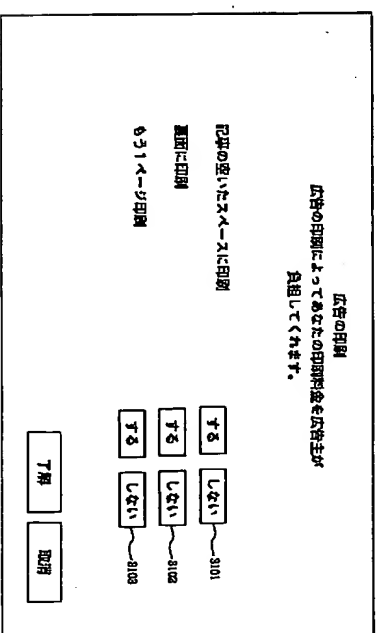 広告の印刷
広告の印刷によってあなたの印刷料金を広告主が
負担してくれます。
記事の空いたスペースに印刷 する しない S101
裏面に印刷 する しない S102
もう1ページ印刷 する しない S103
了解 取消